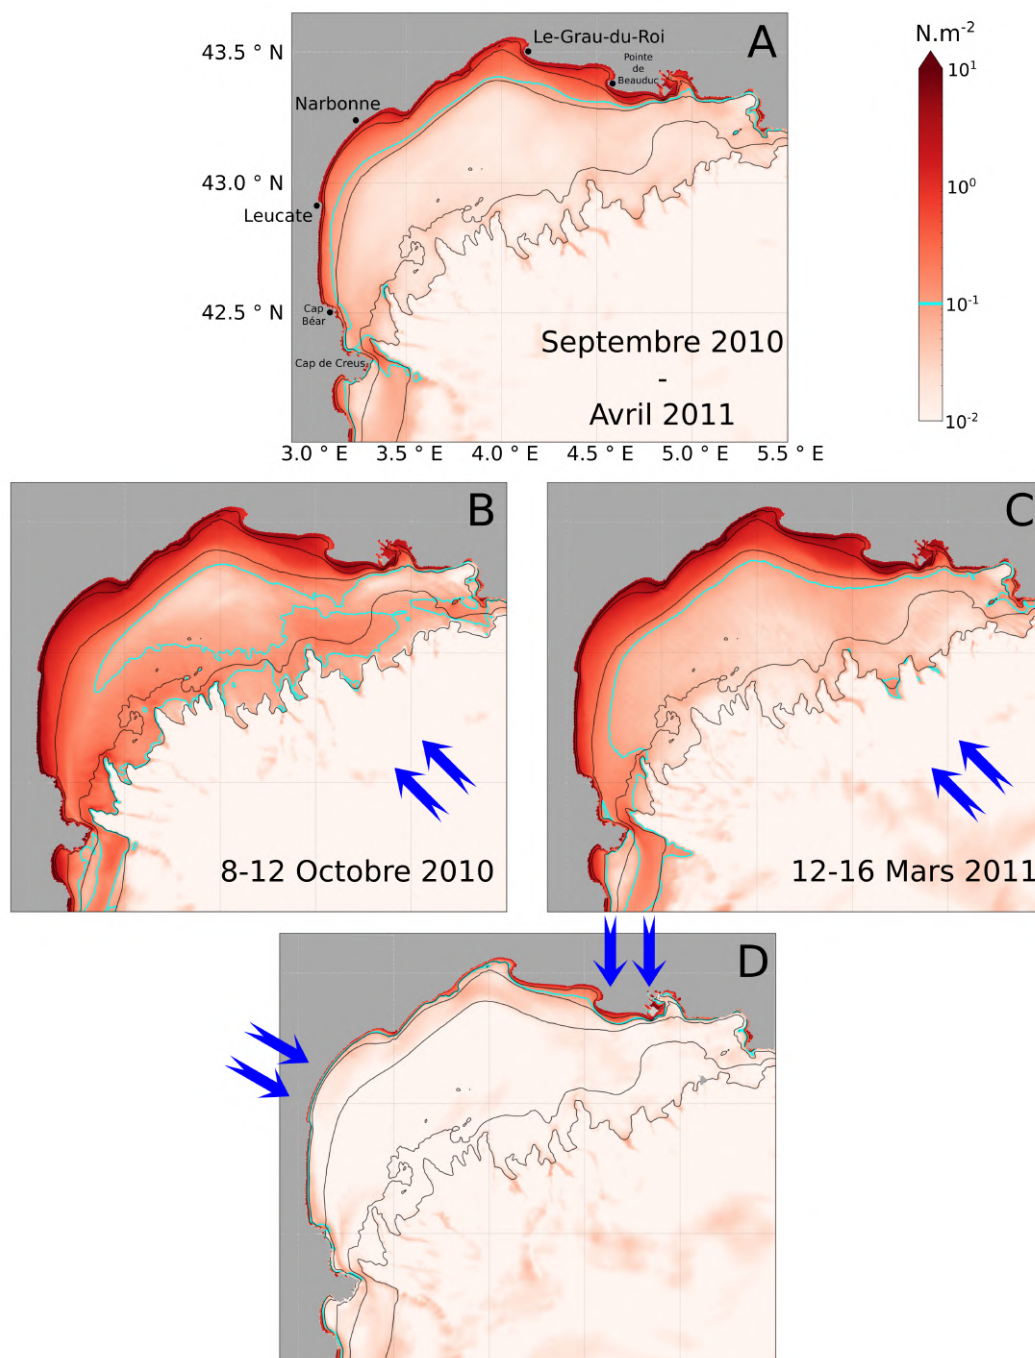 N.m-2
A
Le-Grau-du-Roi
Pointe
de
Beauduc
Narbonne
Leucate
Cap
Béar
Cap de Creus
43.5 ° N
43.0 ° N
42.5 ° N
Septembre 2010
-
Avril 2011
3.0 ° E
3.5 ° E
4.0 ° E
4.5 ° E
5.0 ° E
5.5 ° E
10¹
10⁰
10⁻¹
10⁻²
B
8-12 Octobre 2010
C
12-16 Mars 2011
D